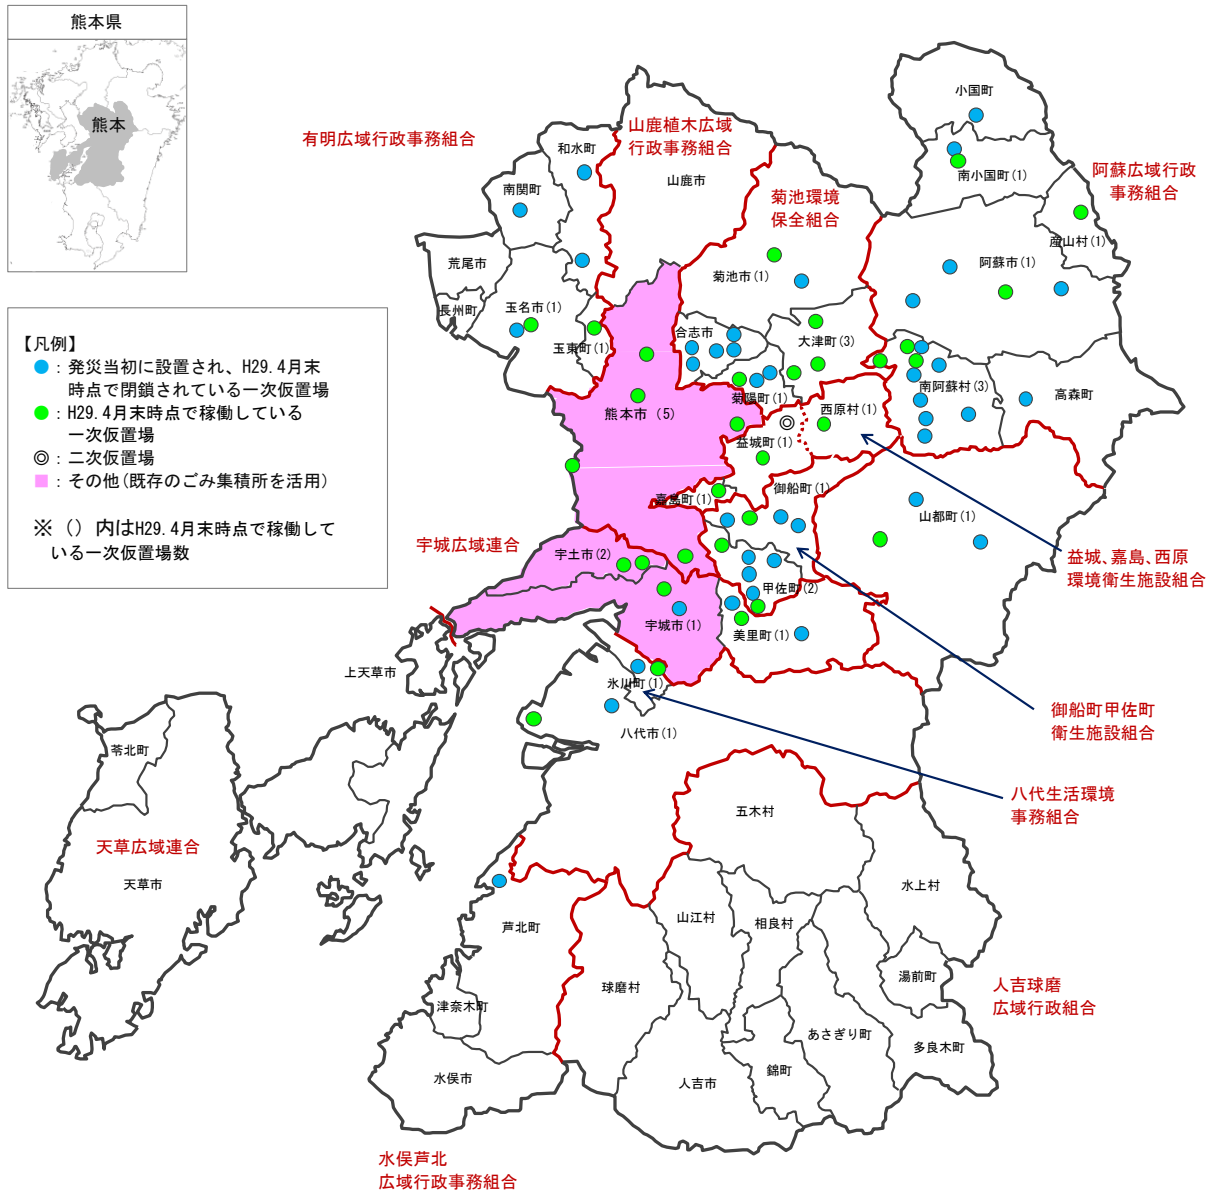 熊本県
熊本
有明広域行政事務組合
山鹿植木広域
行政事務組合
菊池環境
保全組合
阿蘇広域行政
事務組合
小国町
南小国町(1)
産山村(1)
阿蘇市(1)
和水町
南関町
山鹿市
荒尾市
長州町
玉名市(1)
玉東町(1)
菊池市(1)
合志市
大津町(3)
菊陽町(1)
西原村(1)
南阿蘇村(3)
高森町
熊本市(5)
益城町(1)
嘉島町(1)
御船町(1)
山都町(1)
【凡例】
：発災当初に設置され、H29.4月末
時点で閉鎖されている一次仮置場
：H29.4月末時点で稼働している
一次仮置場
◎：二次仮置場
：その他(既存のごみ集積所を活用)
※（）内はH29.4月末時点で稼働して
いる一次仮置場数
宇城広域連合
宇土市(2)
甲佐町(2)
宇城市(1)
美里町(1)
益城、嘉島、西原
環境衛生施設組合
上天草市
氷川町(1)
八代市(1)
御船町甲佐町
衛生施設組合
八代生活環境
事務組合
苓北町
天草広域連合
天草市
五木村
水上村
山江村
相良村
芦北町
湯前町
球磨村
津奈木町
あさぎり町
多良木町
人吉球磨
広域行政組合
水俣市
人吉市
錦町
水俣芦北
広域行政事務組合